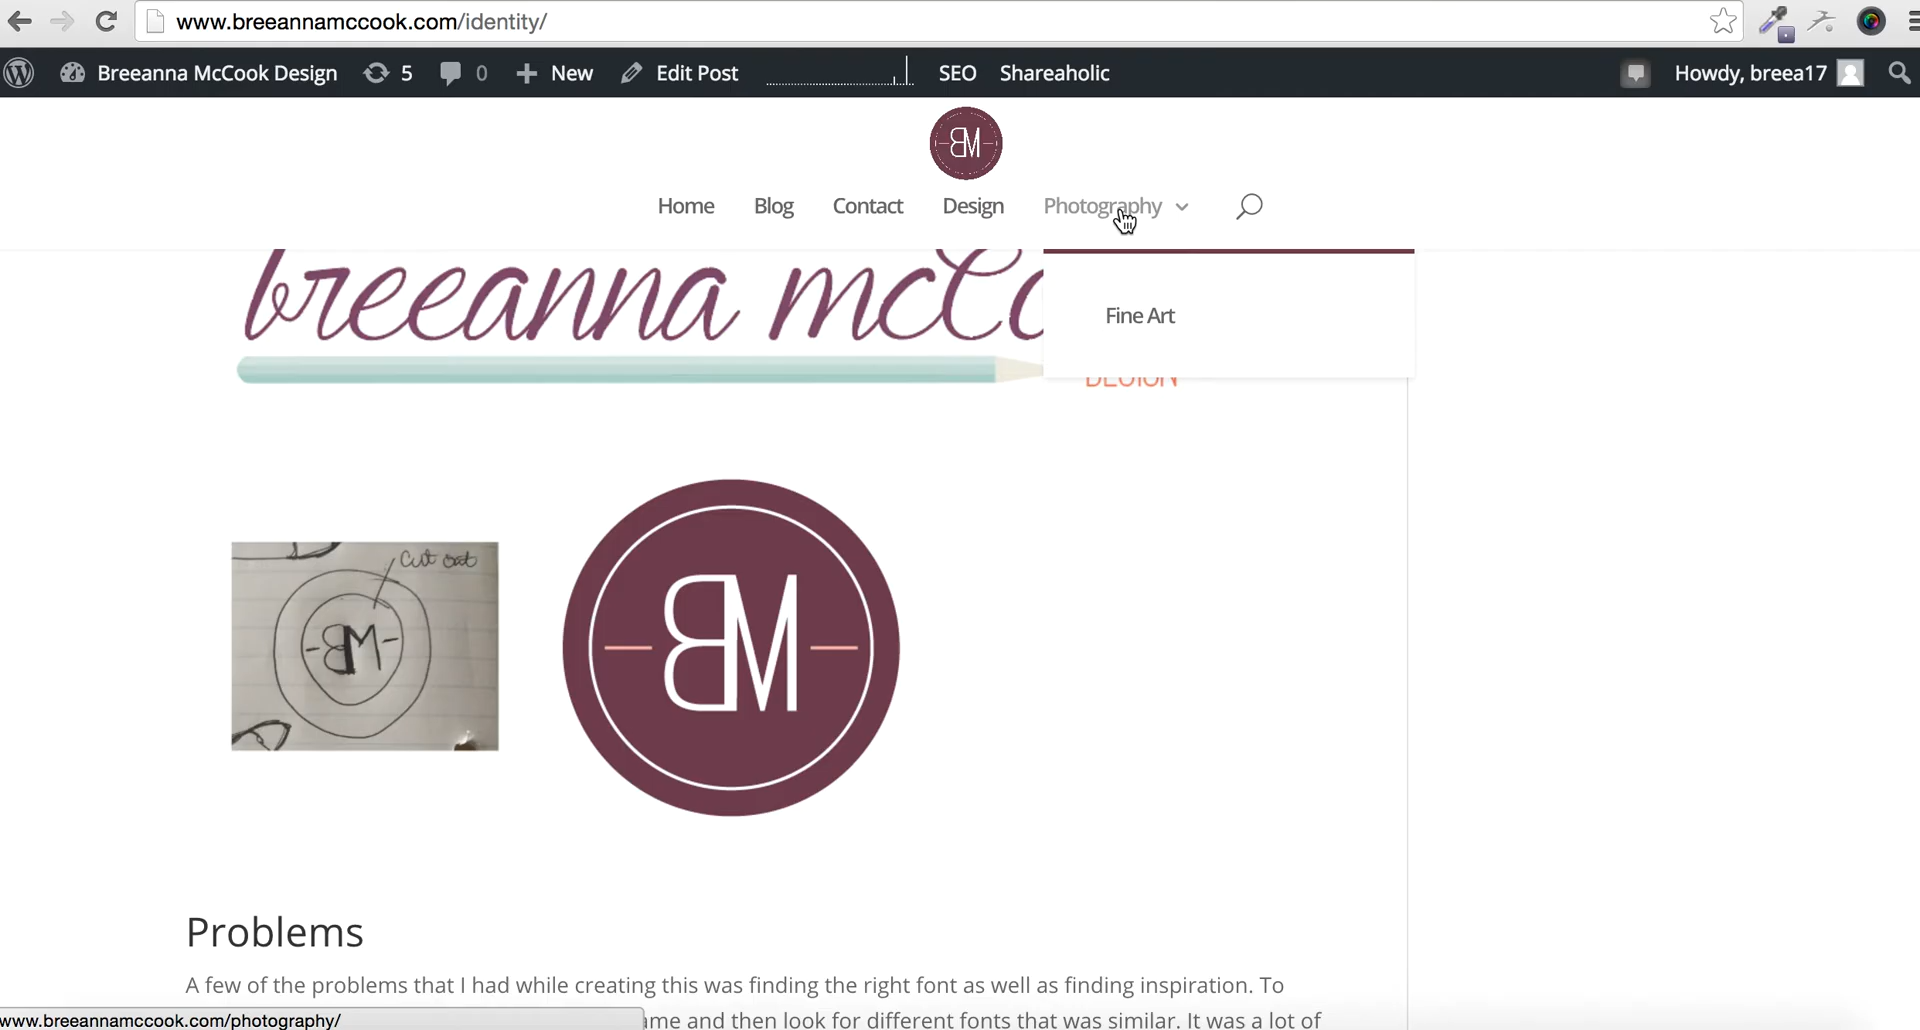 www.breeannamccook.com/identity/
Breeanna McCook Design 5 0 New Edit Post SEO Shareaholic Howdy, breea17
BM
Home Blog Contact Design Photography
Fine Art
breeanna mcCo
DESIGN
cut out
BM
BM
Problems
A few of the problems that I had while creating this was finding the right font as well as finding inspiration. To
and then look for different fonts that was similar. It was a lot of
www.breeannamccook.com/photography/